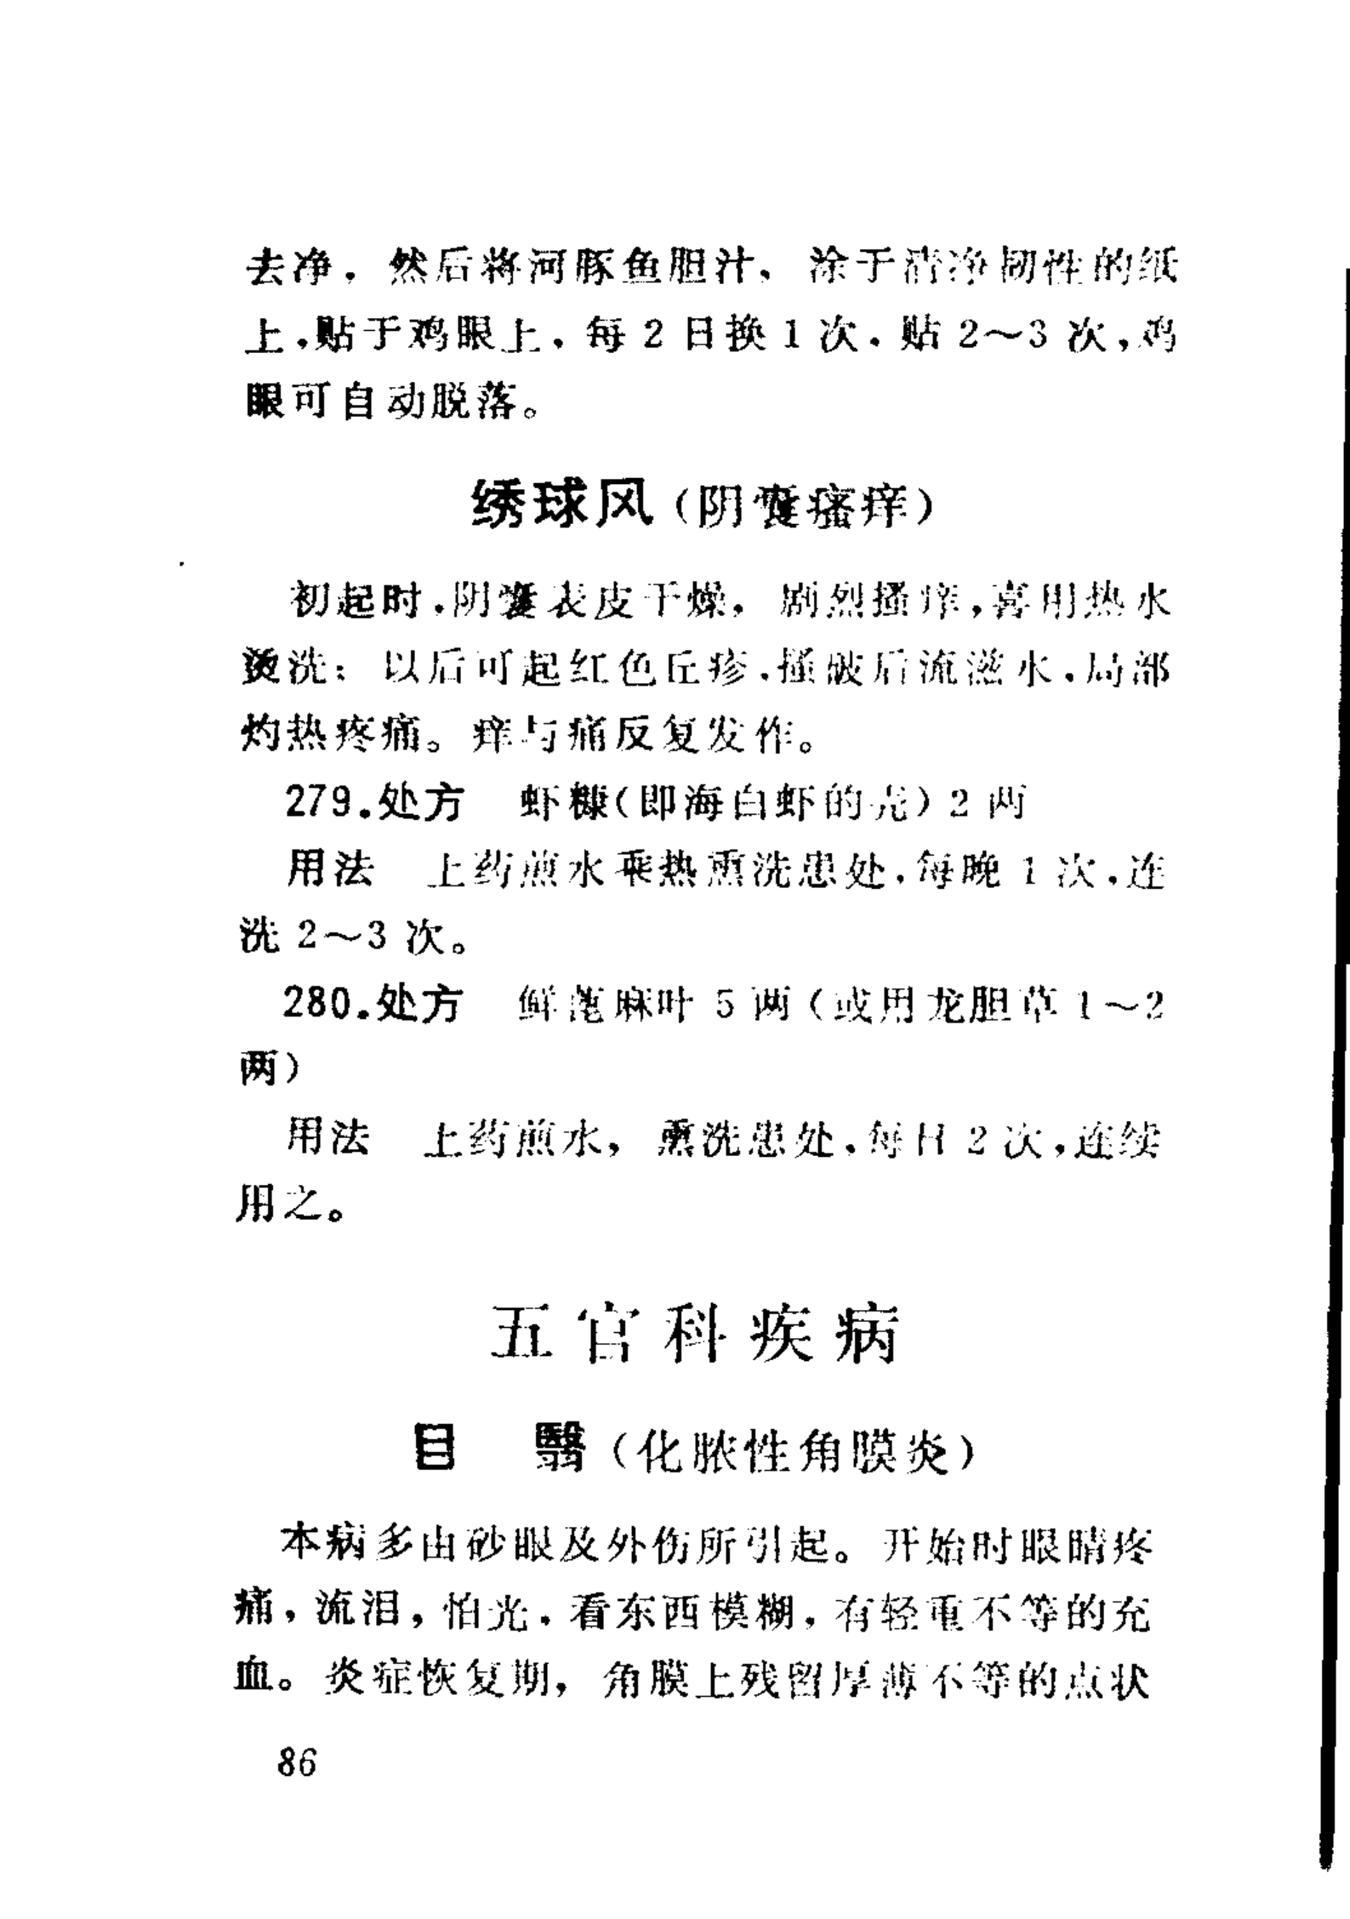 去净，然后将河豚鱼胆汁，涂于清净韧性的纸
上，贴于鸡眼上，每2日换1次，贴2～3次，鸡
眼可自动脱落。
绣球风（阴囊瘙痒）
初起时，阴囊表皮干燥，剧烈搔痒，喜用热水
烫洗；以后可起红色丘疹，搔破后流滋水，局部
灼热疼痛。痒与痛反复发作。
279.处方　虾糠（即海白虾的壳）2两
用法　上药煎水乘热熏洗患处，每晚1次，连
洗2～3次。
280.处方　鲜蓖麻叶5两（或用龙胆草1～2
两）
用法　上药煎水，熏洗患处，每日2次，连续
用之。
五官科疾病
目　翳（化脓性角膜炎）
本病多由砂眼及外伤所引起。开始时眼睛疼
痛，流泪，怕光，看东西模糊，有轻重不等的充
血。炎症恢复期，角膜上残留厚薄不等的点状
86